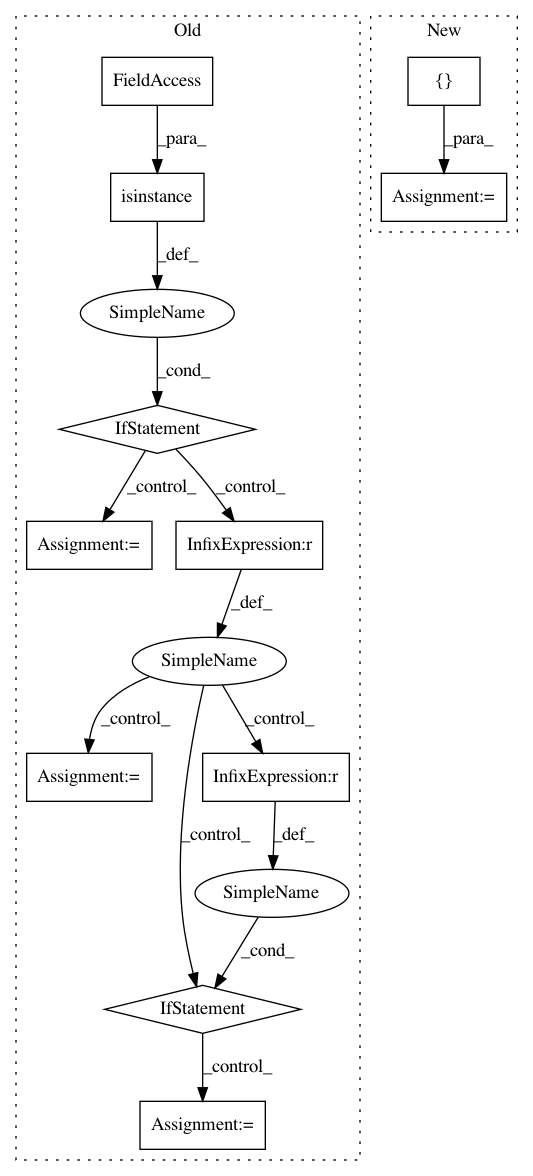 Old
New
FieldAccess
{}
_para_
_para_
isinstance
Assignment:=
_def_
SimpleName
_cond_
IfStatement
_control_
_control_
Assignment:=
InfixExpression:r
_def_
SimpleName
_control_
_control_
Assignment:=
InfixExpression:r
_control_
_def_
SimpleName
_cond_
IfStatement
_control_
Assignment:=